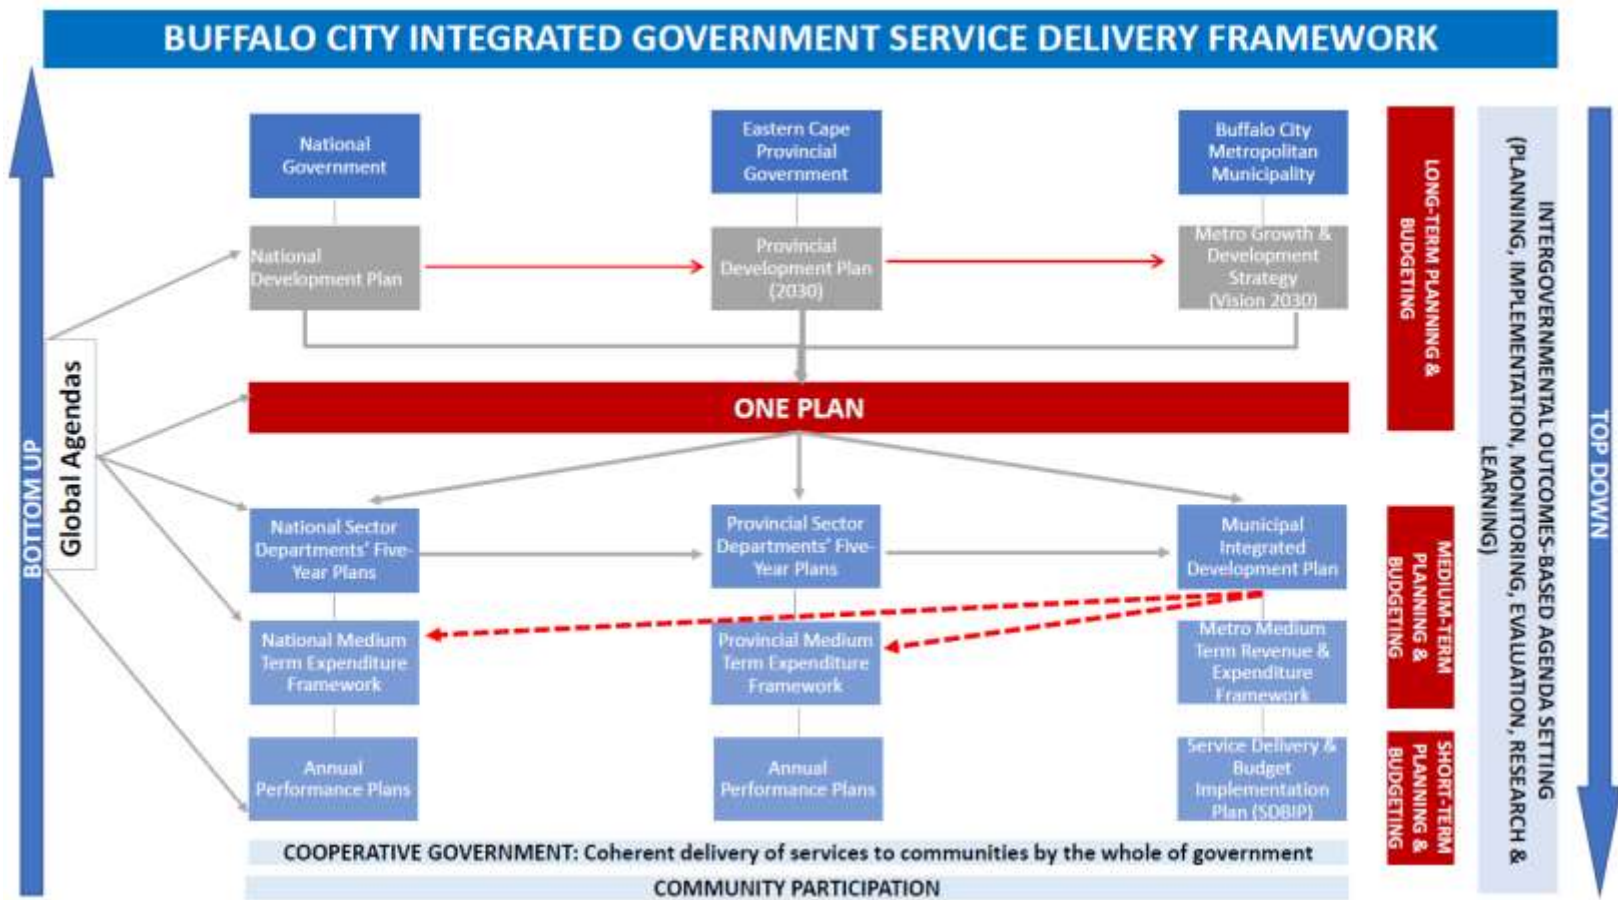 BUFFALO CITY INTEGRATED GOVERNMENT SERVICE DELIVERY FRAMEWORK
National
Government
Eastern Cape
Provincial
Government
Buffalo City
Metropolitan
Municipality
National
Development Plan
Provincial
Development Plan
(2030)
Metro Growth &
Development
Strategy
(Vision 2030)
LONG-TERM PLANNING &
BUDGETING
BOTTOM UP
Global Agendas
ONE PLAN
National Sector
Departments' Five-
Year Plans
Provincial Sector
Departments' Five-
Year Plans
Municipal
Integrated
Development Plan
National Medium
Term Expenditure
Framework
Provincial Medium
Term Expenditure
Framework
Metro Medium
Term Revenue &
Expenditure
Framework
MEDIUM-TERM
PLANNING &
BUDGETING
Annual
Performance Plans
Annual
Performance Plans
Service Delivery &
Budget
Implementation
Plan (SDBIP)
SHORT-TERM
PLANNING &
BUDGETING
INTERGOVERNMENTAL OUTCOMES-BASED AGENDA SETTING
(PLANNING, IMPLEMENTATION, MONITORING, EVALUATION, RESEARCH &
LEARNING)
TOP DOWN
COOPERATIVE GOVERNMENT: Coherent delivery of services to communities by the whole of government
COMMUNITY PARTICIPATION